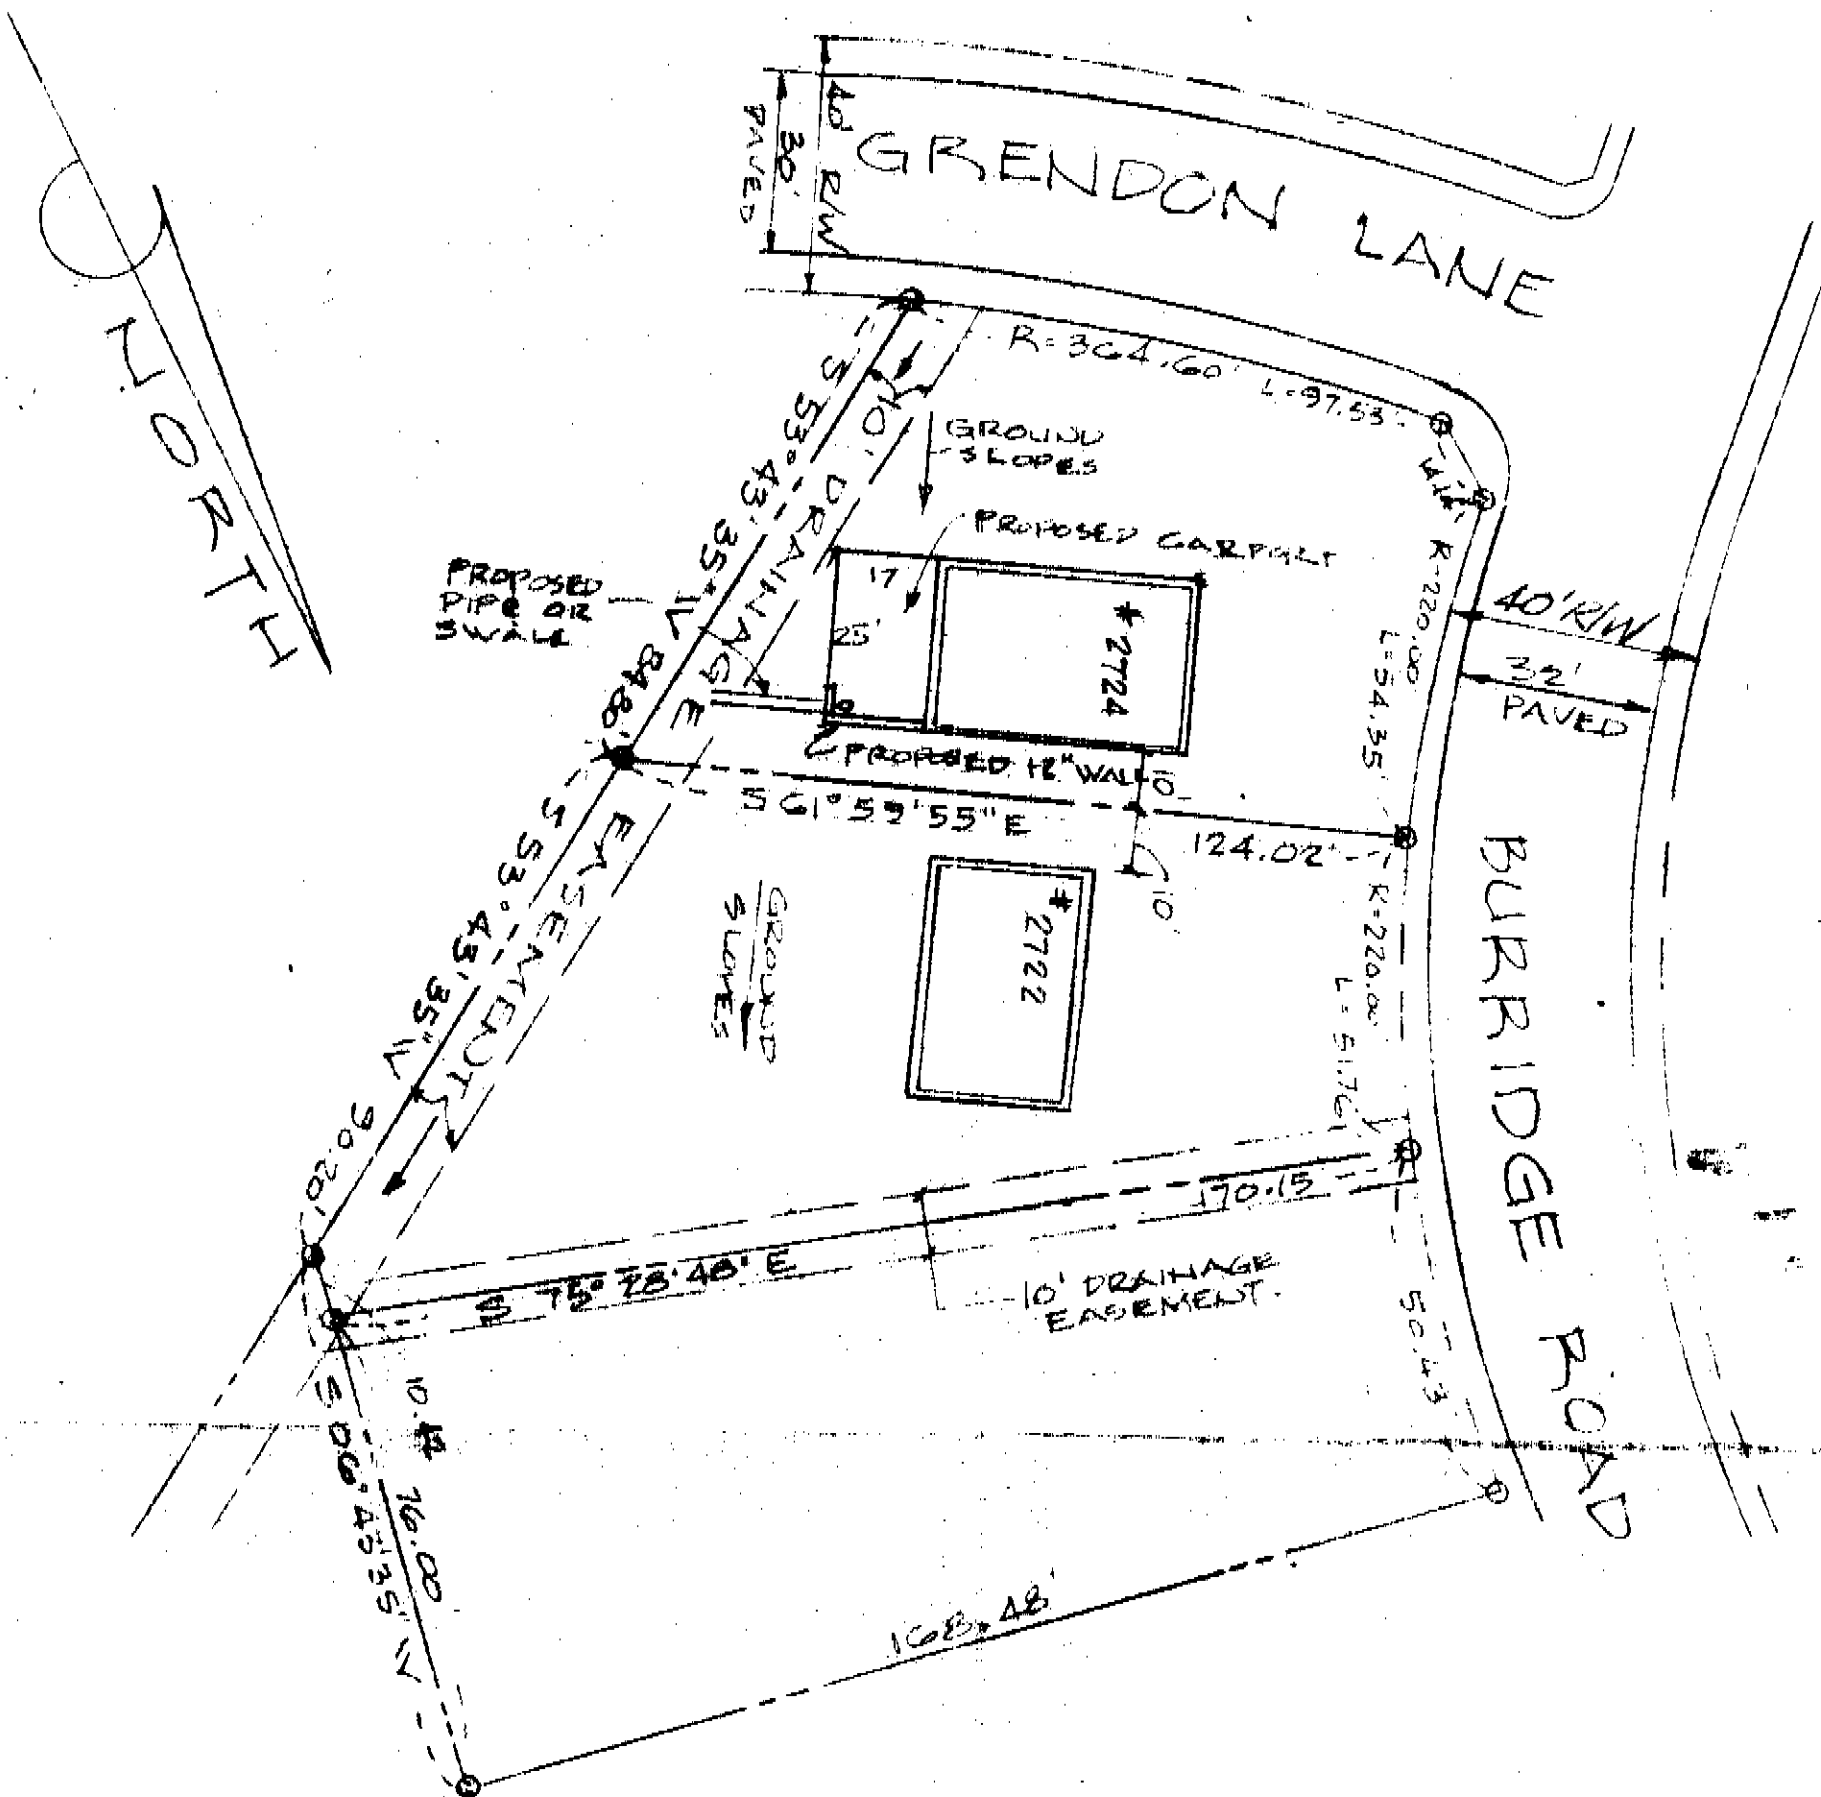 NORTH
40' R/W
30'
PAVED
GRENDON LANE
R=364.60' L=97.53'
S 53° 43' 35" W 84.80'
10' DRAINAGE EASEMENT
GROUND
SLOPES
PROPOSED CARPORT
PROPOSED
PIPE OR
SWALE
17
25'
#2724
R=220.00
L=54.35
40' R/W
32'
PAVED
PROPOSED 12" WALL
10'
S 61° 59' 55" E
124.02'
10'
#2722
GROUND
SLOPES
R=220.00'
L=51.76'
BURRIDGE ROAD
S 53° 43' 35" W
90.20'
170.15
S 75° 28' 48" E
10' DRAINAGE
EASEMENT.
50.43
76.00
168.48'